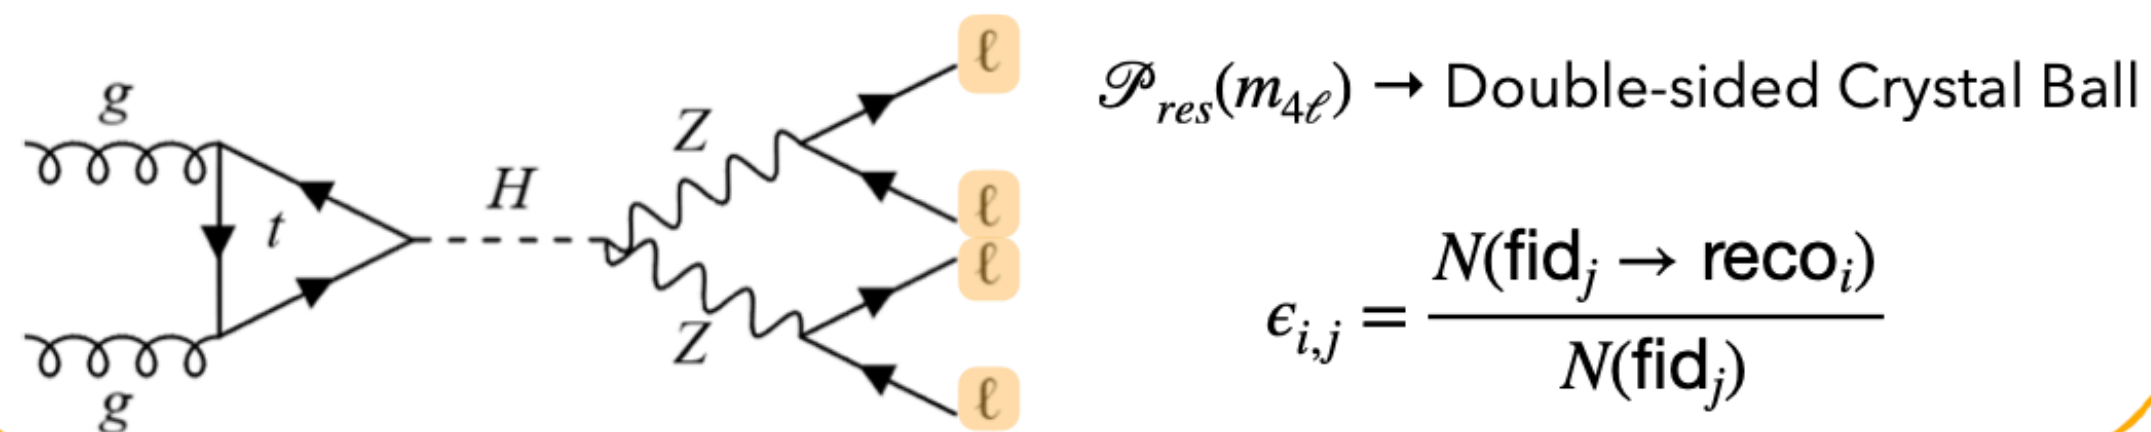 g
t
g
H
Z
Z
ℓ
ℓ
ℓ
ℓ
𝒫res(m4ℓ) → Double-sided Crystal Ball
ϵi,j = N(fidj → recoi) / N(fidj)